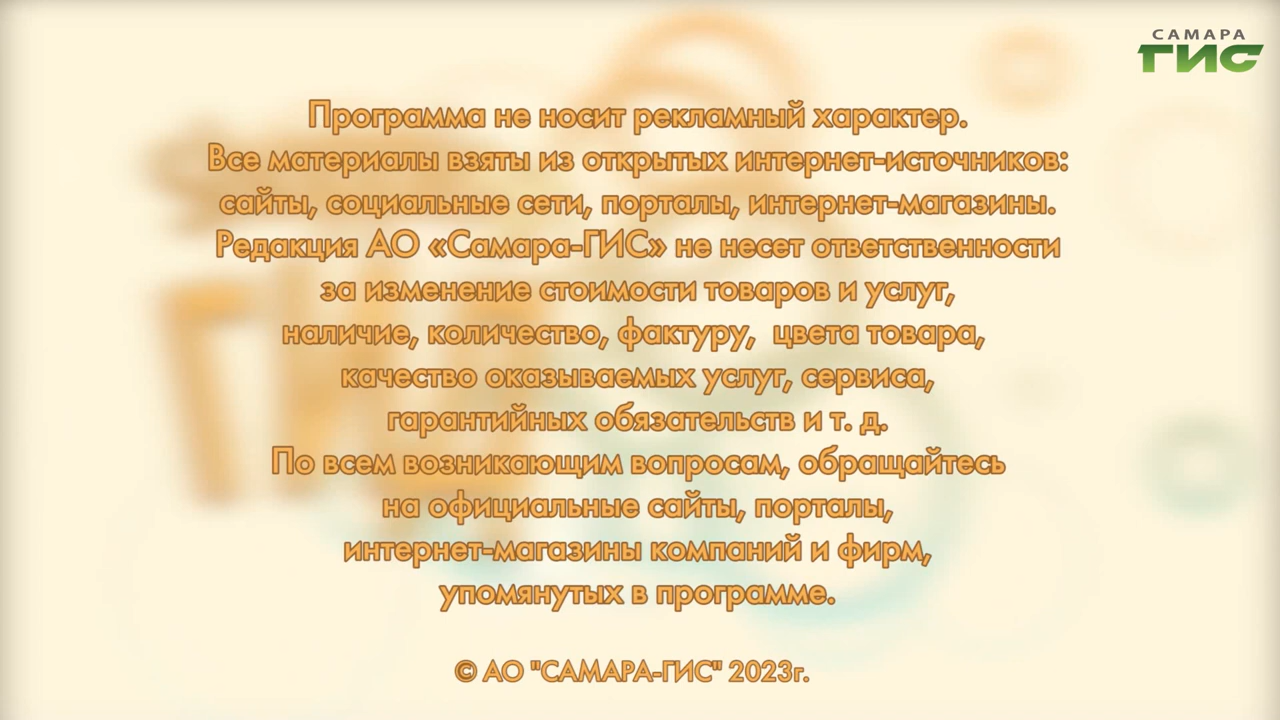 САМАРА
ГИС
Программа не носит рекламный характер.
Все материалы взяты из открытых интернет-источников:
сайты, социальные сети, порталы, интернет-магазины.
Редакция АО «Самара-ГИС» не несет ответственности
за изменение стоимости товаров и услуг,
наличие, количество, фактуру, цвета товара,
качество оказываемых услуг, сервиса,
гарантийных обязательств и т. д.
По всем возникающим вопросам, обращайтесь
на официальные сайты, порталы,
интернет-магазины компаний и фирм,
упомянутых в программе.
© АО "САМАРА-ГИС" 2023г.